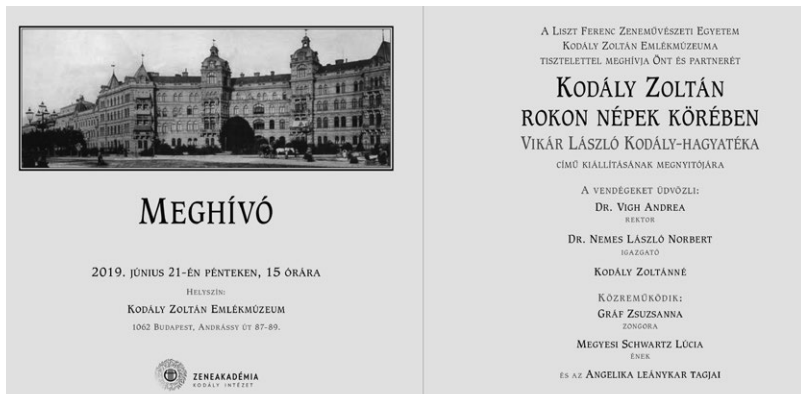 Meghívó
2019. június 21-én pénteken, 15 órára
Helyszín:
Kodály Zoltán Emlékmúzeum
1062 Budapest, Andrássy út 87-89.
ZENEAKADÉMIA
KODÁLY INTÉZET
A Liszt Ferenc Zeneművészeti Egyetem
Kodály Zoltán Emlékmúzeuma
tisztelettel meghívja Önt és partnerét
Kodály Zoltán
rokon népek körében
Vikár László Kodály-hagyatéka
című kiállításának megnyitójára
A vendégeket üdvözli:
Dr. Vigh Andrea
rektor
Dr. Nemes László Norbert
igazgató
Kodály Zoltánné
Közreműködik:
Gráf Zsuzsanna
zongora
Megyesi Schwartz Lúcia
ének
és az Angelika leánykar tagjai